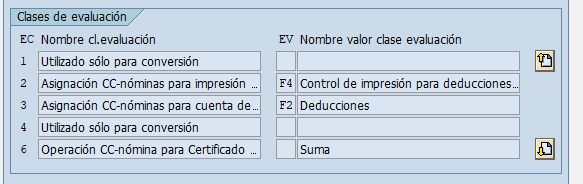 Clases de evaluación
EC Nombre cl.evaluación EV Nombre valor clase evaluación
1 Utilizado sólo para conversión
2 Asignación CC-nóminas para impresión ... F4 Control de impresión para deducciones...
3 Asignación CC-nóminas para cuenta de... F2 Deducciones
4 Utilizado sólo para conversión
6 Operación CC-nómina para Certificado ... Suma